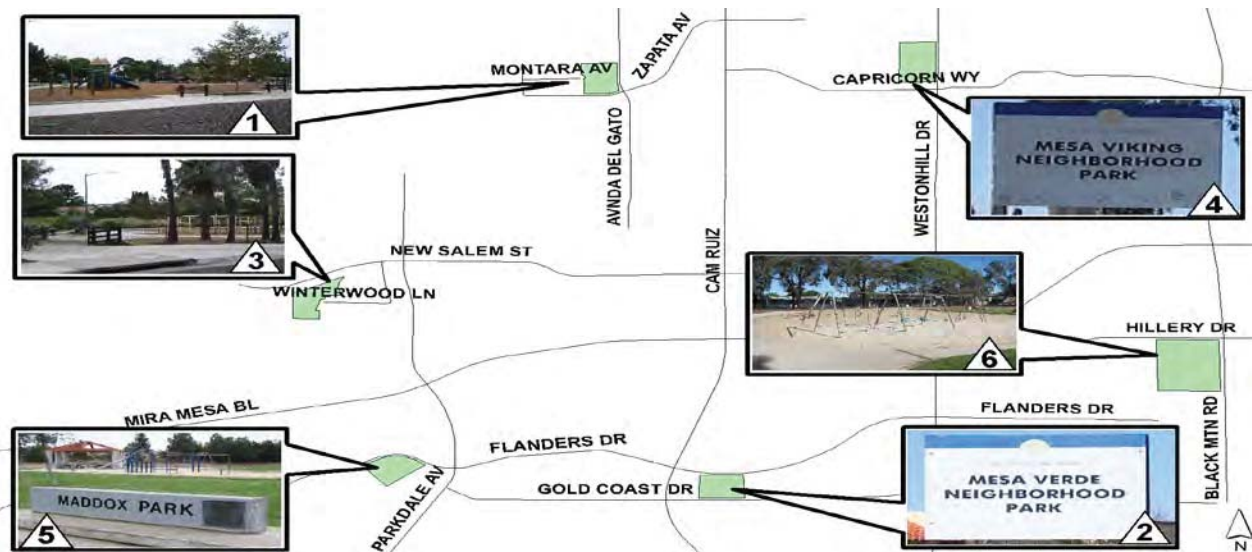 1
MONTARA AV
ZAPATA AV
AVNDA DEL GATO
CAPRICORN WY
WESTONHILL DR
MESA VIKING
NEIGHBORHOOD
PARK
4
3
NEW SALEM ST
WINTERWOOD LN
CAM RUIZ
6
HILLERY DR
MIRA MESA BL
FLANDERS DR
FLANDERS DR
BLACK MTN RD
MADDOX PARK
5
PARKDALE AV
GOLD COAST DR
MESA VERDE
NEIGHBORHOOD
PARK
2
N